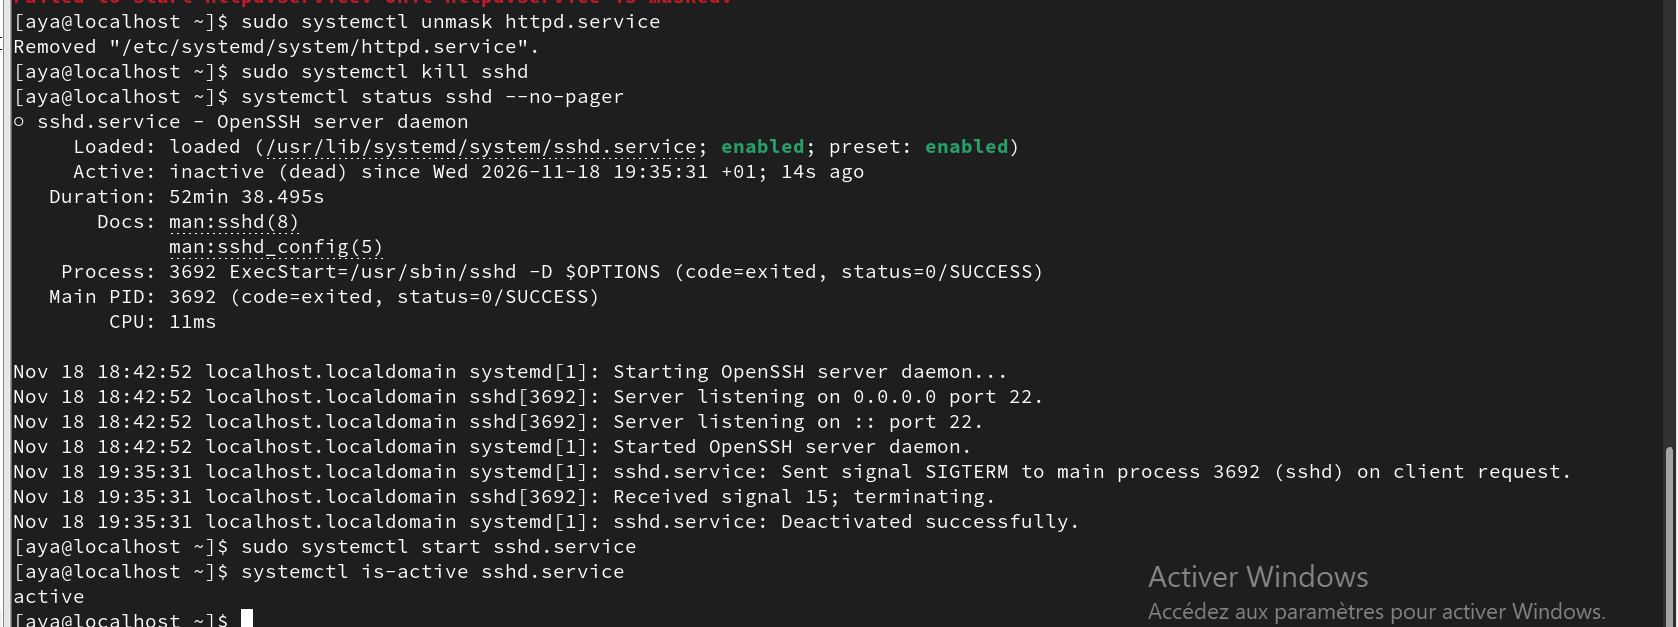 Failed to start httpd.service: Unit httpd.service is masked.
[aya@localhost ~]$ sudo systemctl unmask httpd.service
Removed "/etc/systemd/system/httpd.service".
[aya@localhost ~]$ sudo systemctl kill sshd
[aya@localhost ~]$ systemctl status sshd --no-pager
○ sshd.service - OpenSSH server daemon
     Loaded: loaded (/usr/lib/systemd/system/sshd.service; enabled; preset: enabled)
     Active: inactive (dead) since Wed 2026-11-18 19:35:31 +01; 14s ago
   Duration: 52min 38.495s
       Docs: man:sshd(8)
             man:sshd_config(5)
    Process: 3692 ExecStart=/usr/sbin/sshd -D $OPTIONS (code=exited, status=0/SUCCESS)
   Main PID: 3692 (code=exited, status=0/SUCCESS)
        CPU: 11ms

Nov 18 18:42:52 localhost.localdomain systemd[1]: Starting OpenSSH server daemon...
Nov 18 18:42:52 localhost.localdomain sshd[3692]: Server listening on 0.0.0.0 port 22.
Nov 18 18:42:52 localhost.localdomain sshd[3692]: Server listening on :: port 22.
Nov 18 18:42:52 localhost.localdomain systemd[1]: Started OpenSSH server daemon.
Nov 18 19:35:31 localhost.localdomain systemd[1]: sshd.service: Sent signal SIGTERM to main process 3692 (sshd) on client request.
Nov 18 19:35:31 localhost.localdomain sshd[3692]: Received signal 15; terminating.
Nov 18 19:35:31 localhost.localdomain systemd[1]: sshd.service: Deactivated successfully.
[aya@localhost ~]$ sudo systemctl start sshd.service
[aya@localhost ~]$ systemctl is-active sshd.service
active
[aya@localhost ~]$
Activer Windows
Accédez aux paramètres pour activer Windows.